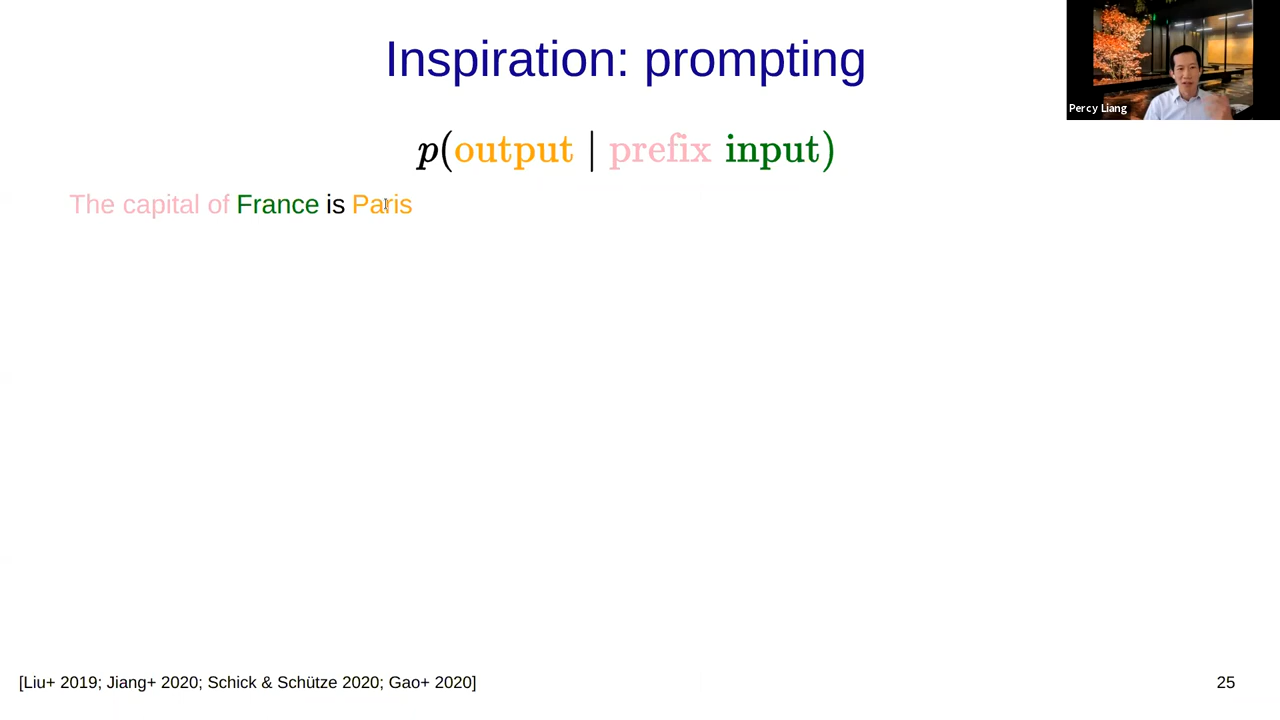 Inspiration: prompting
Percy Liang
p(output | prefix input)
The capital of France is Paris
[Liu+ 2019; Jiang+ 2020; Schick & Schütze 2020; Gao+ 2020]
25